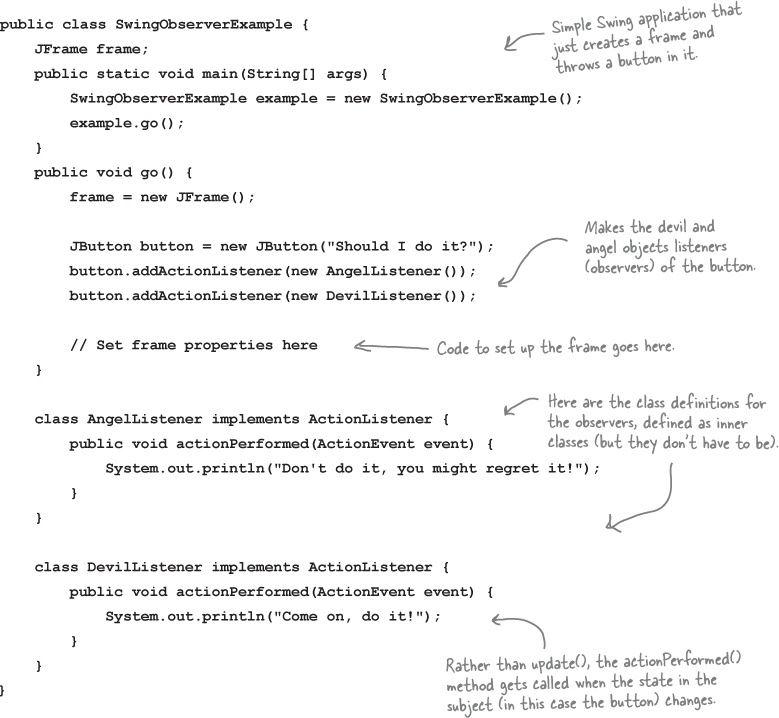 public class SwingObserverExample {
JFrame frame;
public static void main(String[] args) {
SwingObserverExample example = new SwingObserverExample();
example.go();
}
public void go() {
frame = new JFrame();
JButton button = new JButton("Should I do it?");
button.addActionListener(new AngelListener());
button.addActionListener(new DevilListener());
// Set frame properties here
}
class AngelListener implements ActionListener {
public void actionPerformed(ActionEvent event) {
System.out.println("Don't do it, you might regret it!");
}
}
class DevilListener implements ActionListener {
public void actionPerformed(ActionEvent event) {
System.out.println("Come on, do it!");
}
}
}
Simple Swing application that
just creates a frame and
throws a button in it.
Makes the devil and
angel objects listeners
(observers) of the button.
Code to set up the frame goes here.
Here are the class definitions for
the observers, defined as inner
classes (but they don't have to be).
Rather than update(), the actionPerformed()
method gets called when the state in the
subject (in this case the button) changes.